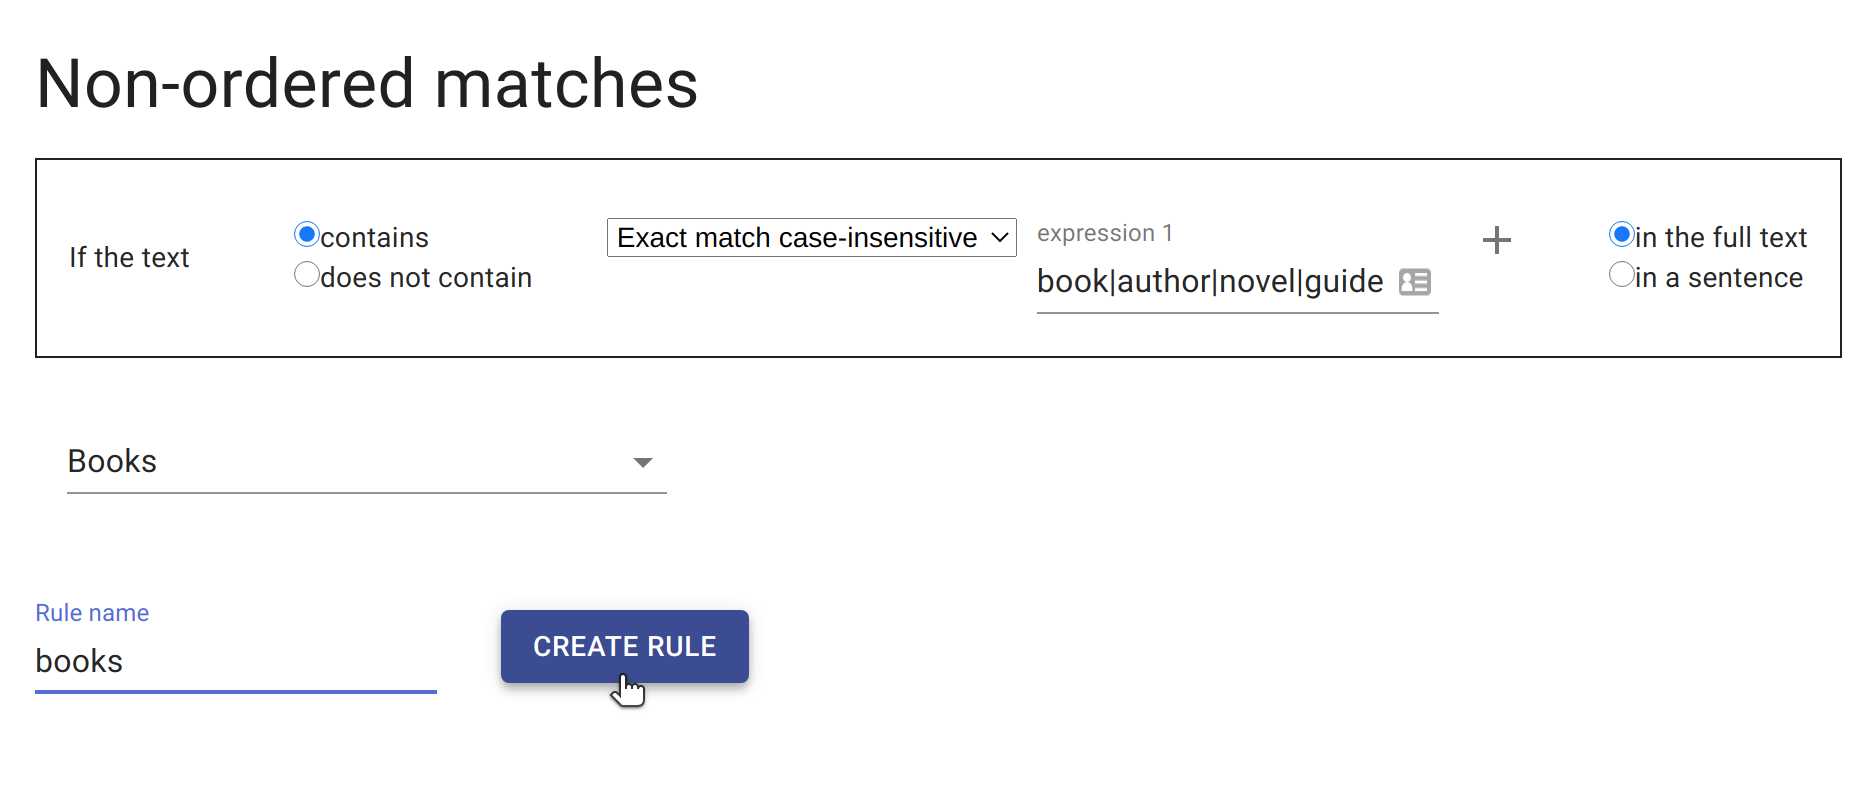 Non-ordered matches
If the text
contains
does not contain
Exact match case-insensitive
expression 1
book|author|novel|guide
in the full text
in a sentence
Books
Rule name
books
CREATE RULE